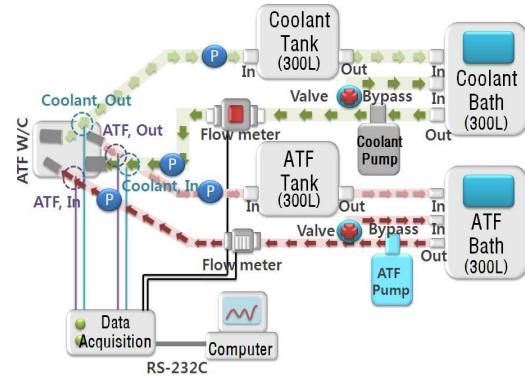 Coolant
Tank
(300L)
P
In
Out
In
In
Out
Coolant
Bath
(300L)
Valve
Bypass
Coolant
Pump
Flow meter
Coolant, Out
ATF, Out
ATF W/C
P
Coolant, In
ATF, In
P
P
ATF
Tank
(300L)
In
Out
In
In
Out
ATF
Bath
(300L)
Valve
Bypass
ATF
Pump
Flow meter
Data
Acquisition
Computer
RS-232C